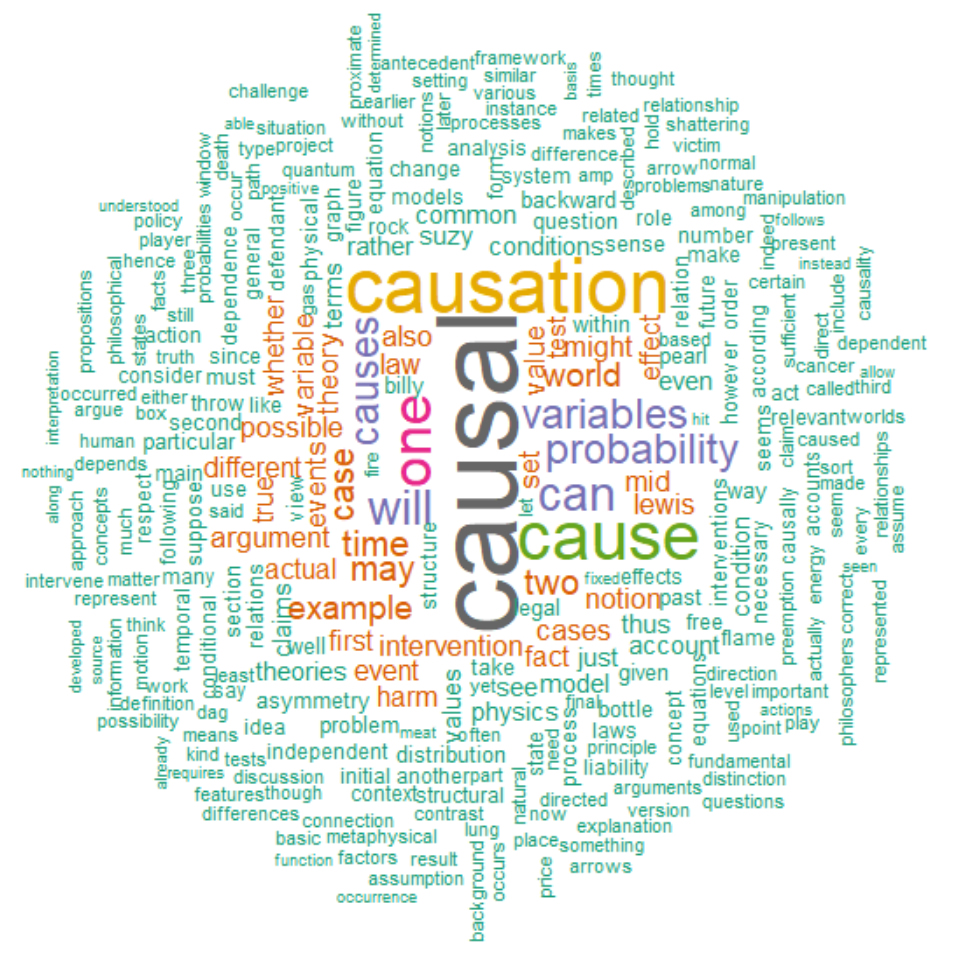 determined
proximate
antecedent
framework
setting
similar
basis
times
thought
challenge
earlier
notions
later
various
instance
relationship
able
situation
without
processes
related
described
holds
shattering
makes
victim
window
death
type
project
equation
analysis
difference
arrow
normal
quantum
change
form
system
amp
problems
nature
path
positive
figure
models
backward
manipulation
understood
probabilities
occur
graph
rock
common
question
role
among
follows
policy
defendant
physical
suzy
number
indeed
player
three
general
rather
conditions
sense
make
present
hence
facts
dependence
gas
terms
causation
relation
future
order
instead
causality
propositions
philosophical
states
still
whether
variable
theory
causes
also
causal
value
test
within
effect
certain
sufficient
direct
include
action
law
might
based
however
according
dependent
truth
since
billy
world
pearl
consider
must
even
cancer
allow
interpretation
occurred
either
throw
like
one
act
called
third
argue
box
second
possible
variables
hit
seems
relevant
worlds
human
particular
case
fire
probability
claim
caused
nothing
depends
main
different
events
set
sort
relationships
along
approach
concepts
much
respect
following
suppose
use
true
view
will
can
mid
way
accounts
made
said
let
lewis
interventions
causally
seem
every
assume
argument
time
structure
cause
condition
necessary
intervene
matter
many
actual
may
two
fixed
effects
preemption
energy
seen
represent
section
relations
claims
example
legal
notion
past
free
actually
correct
represented
think
temporal
conditional
well
first
intervention
cases
thus
account
flame
philosophers
developed
source
information
motion
work
least
theories
event
fact
just
given
direction
definition
say
take
yet
see
model
level
important
possibility
dag
asymmetry
harm
values
final
bottle
concept
equations
used
actions
means
idea
problem
meat
physics
point
play
already
kind
tests
independent
often
distribution
state
need
process
laws
principle
fundamental
requires
discussion
initial
another
part
liability
distinction
features
though
context
structural
natural
directed
arguments
questions
differences
connection
contrast
now
version
basic
metaphysical
lung
explanation
function
factors
result
place
something
assumption
background
occurs
price
arrows
occurrence